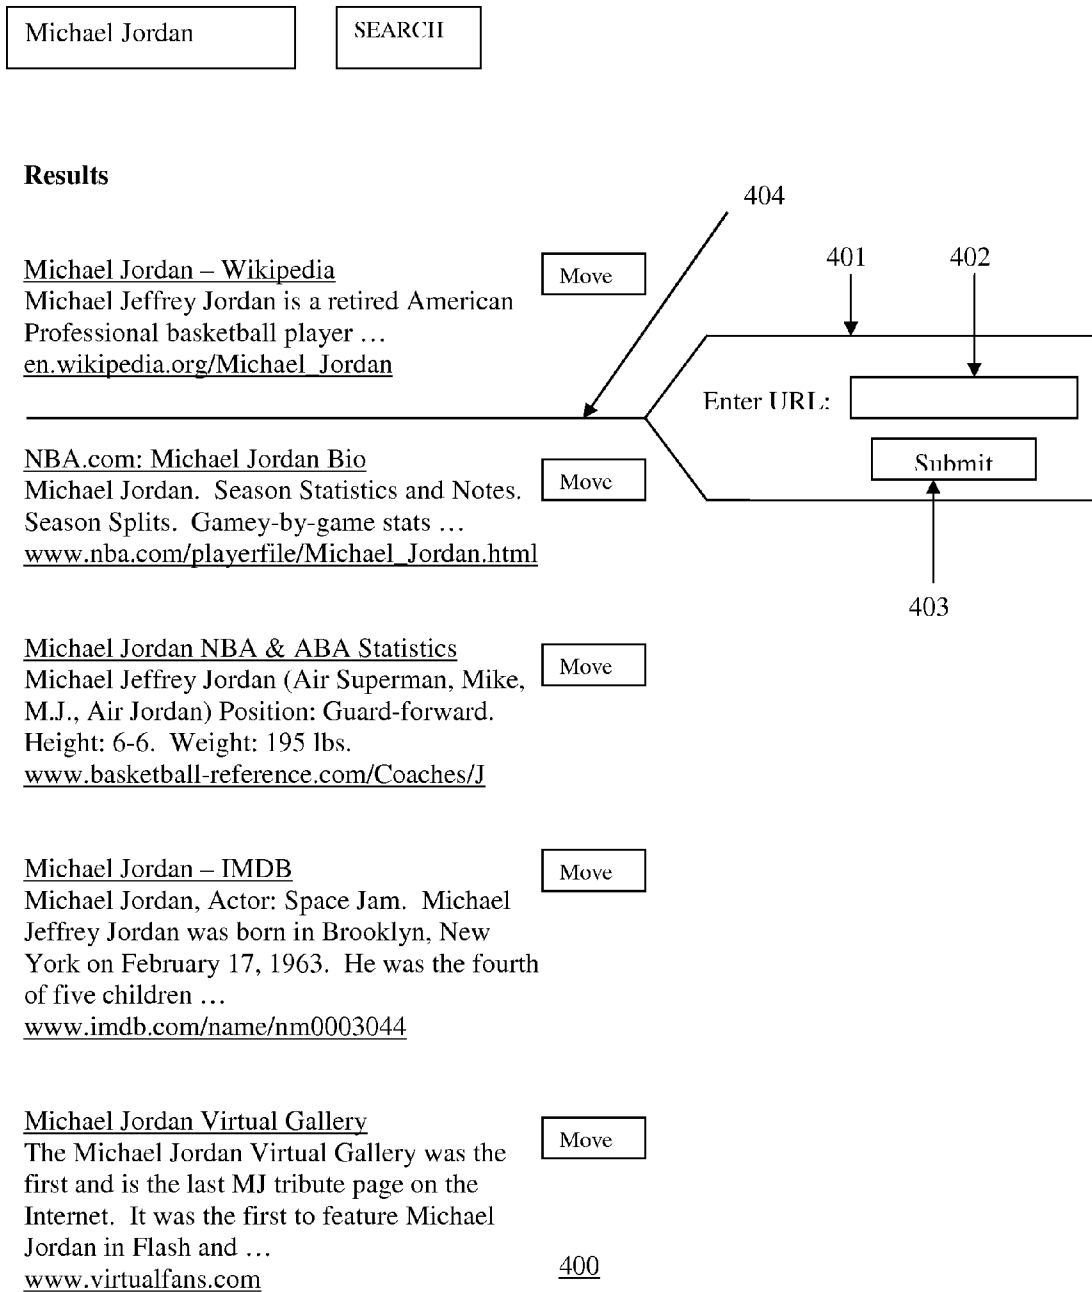 Michael Jordan
SEARCH
Results
404
401
402
Michael Jordan – Wikipedia
Move
Michael Jeffrey Jordan is a retired American
Professional basketball player …
en.wikipedia.org/Michael_Jordan
Enter URL:
Submit
NBA.com: Michael Jordan Bio
Move
Michael Jordan.  Season Statistics and Notes.
Season Splits.  Gamey-by-game stats …
www.nba.com/playerfile/Michael_Jordan.html
403
Michael Jordan NBA & ABA Statistics
Move
Michael Jeffrey Jordan (Air Superman, Mike,
M.J., Air Jordan) Position: Guard-forward.
Height: 6-6.  Weight: 195 lbs.
www.basketball-reference.com/Coaches/J
Michael Jordan – IMDB
Move
Michael Jordan, Actor: Space Jam.  Michael
Jeffrey Jordan was born in Brooklyn, New
York on February 17, 1963.  He was the fourth
of five children …
www.imdb.com/name/nm0003044
Michael Jordan Virtual Gallery
Move
The Michael Jordan Virtual Gallery was the
first and is the last MJ tribute page on the
Internet.  It was the first to feature Michael
Jordan in Flash and …
www.virtualfans.com
400